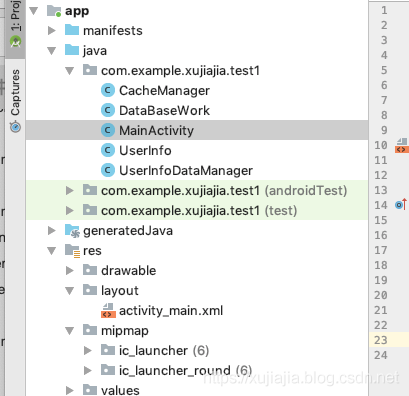 1: Proj
Captures
app
manifests
java
com.example.xujiajia.test1
CacheManager
DataBaseWork
MainActivity
UserInfo
UserInfoDataManager
com.example.xujiajia.test1 (androidTest)
com.example.xujiajia.test1 (test)
generatedJava
res
drawable
layout
activity_main.xml
mipmap
ic_launcher (6)
ic_launcher_round (6)
values
1
2
3
4
5
6
7
8
9
10
13
14
15
16
17
19
20
21
22
23
24
https://xujiajia.blog.csdn.net